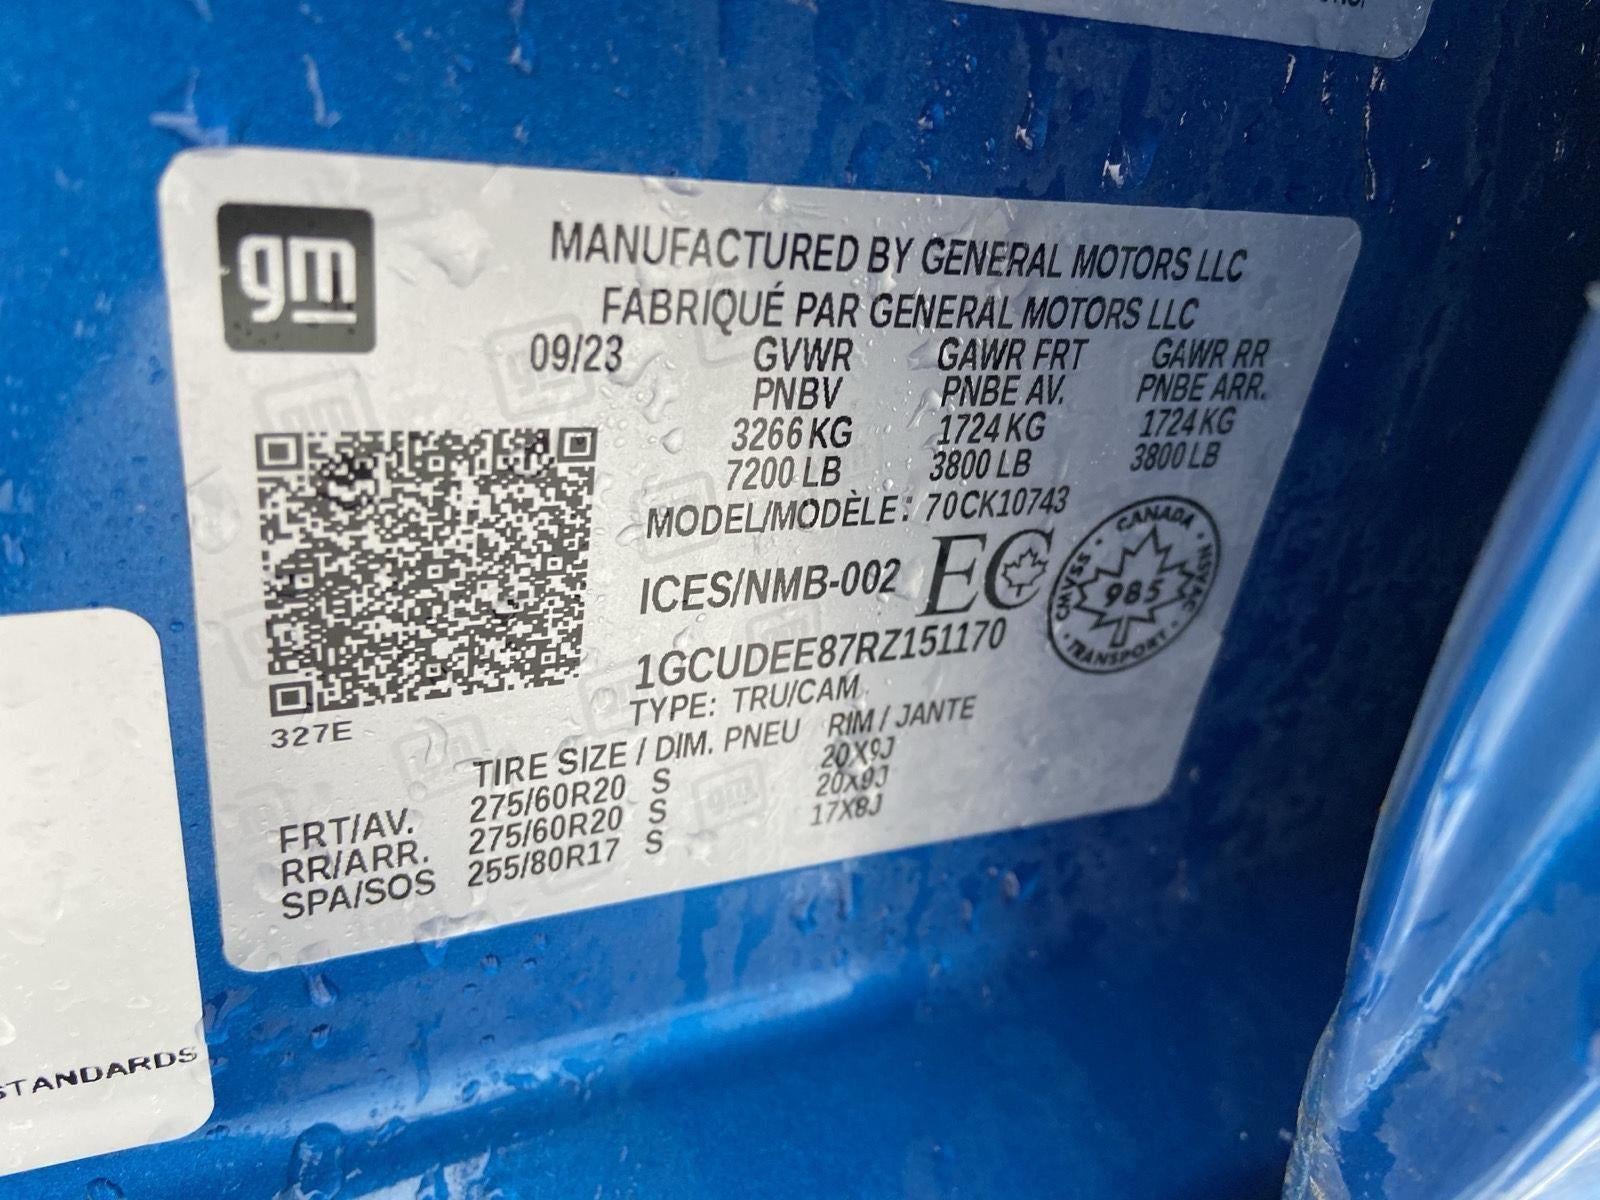 gm
MANUFACTURED BY GENERAL MOTORS LLC
FABRIQUÉ PAR GENERAL MOTORS LLC
09/23 GVWR GAWR FRT GAWR RR
PNBV PNBE AV. PNBE ARR.
3266 KG 1724 KG 1724 KG
7200 LB 3800 LB 3800 LB
MODEL/MODÈLE: 70CK10743
ICES/NMB-002 EC
CANADA
CMVSS 985 NSVAC
TRANSPORT
1GCUDEE87RZ151170
TYPE: TRU/CAM
327E
TIRE SIZE / DIM. PNEU RIM / JANTE
FRT/AV. 275/60R20 S 20X9J
RR/ARR. 275/60R20 S 20X9J
SPA/SOS 255/80R17 S 17X8J
STANDARDS